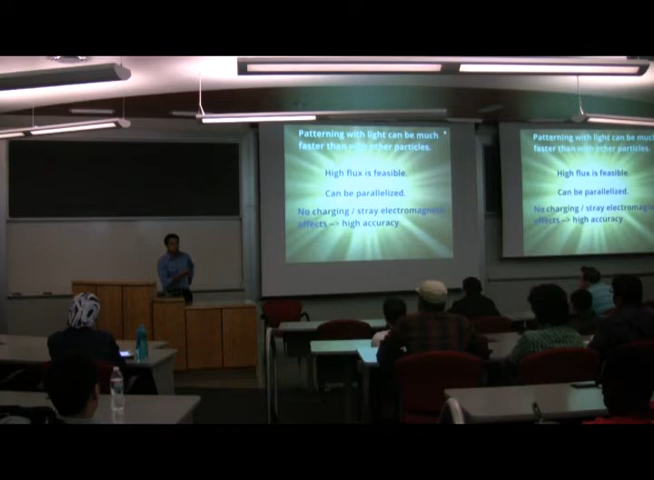 Patterning with light can be much
faster than with other particles.
High flux is feasible.
Can be parallelized.
No charging / stray electromagnetic
effects --> high accuracy
Patterning with light can be much
faster than with other particles.
High flux is feasible.
Can be parallelized.
No charging / stray electromag
effects --> high accuracy